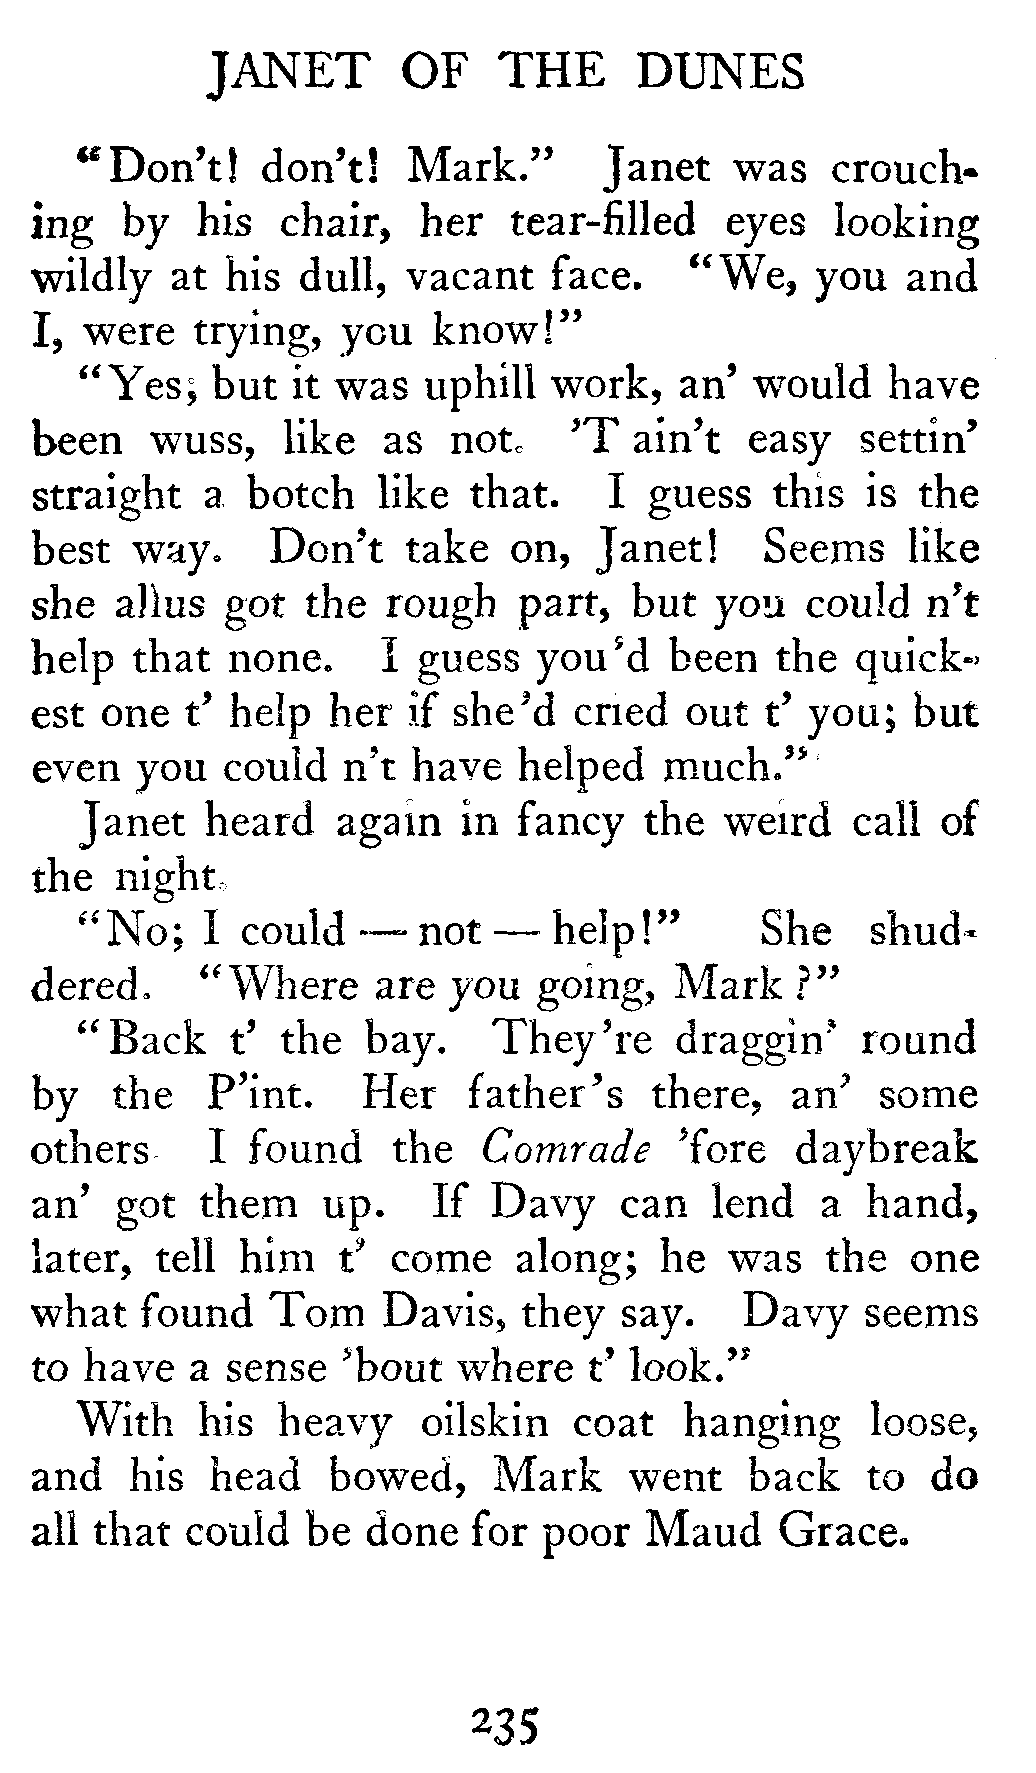 JANET OF THE DUNES
“Don’t! don’t! Mark.” Janet was crouch-
ing by his chair, her tear-filled eyes looking
wildly at his dull, vacant face. “We, you and
I, were trying, you know!”
“Yes; but it was uphill work, an’ would have
been wuss, like as not. ’T ain’t easy settin’
straight a botch like that. I guess this is the
best way. Don’t take on, Janet! Seems like
she allus got the rough part, but you could n’t
help that none. I guess you’d been the quick-
est one t’ help her if she’d cried out t’ you; but
even you could n’t have helped much.”
Janet heard again in fancy the weird call of
the night.
“No; I could — not — help!” She shud-
dered. “Where are you going, Mark?”
“Back t’ the bay. They’re draggin’ round
by the P’int. Her father’s there, an’ some
others. I found the Comrade ’fore daybreak
an’ got them up. If Davy can lend a hand,
later, tell him t’ come along; he was the one
what found Tom Davis, they say. Davy seems
to have a sense ’bout where t’ look.”
With his heavy oilskin coat hanging loose,
and his head bowed, Mark went back to do
all that could be done for poor Maud Grace.
235